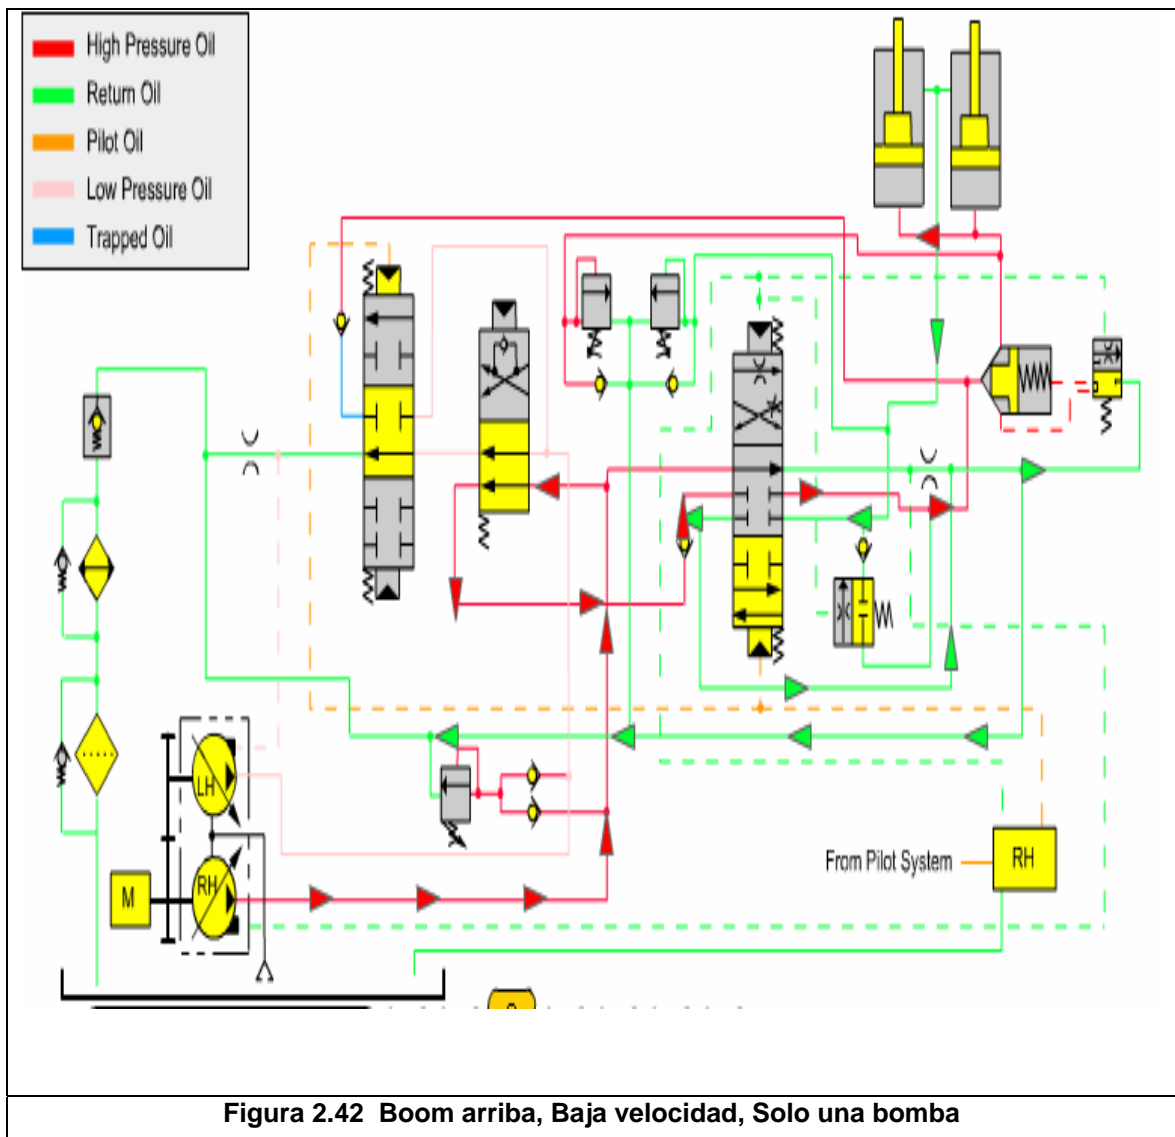 High Pressure Oil
Return Oil
Pilot Oil
Low Pressure Oil
Trapped Oil
LH
RH
M
From Pilot System
RH
Figura 2.42 Boom arriba, Baja velocidad, Solo una bomba